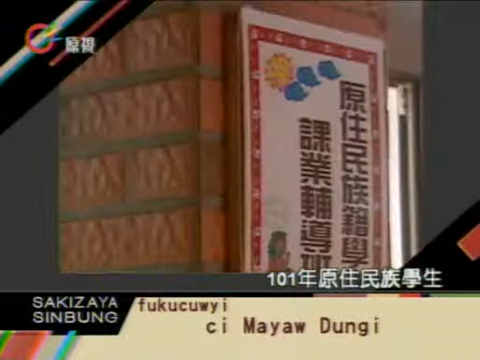 原視
原住民族籍學
課業輔導班
101年原住民族學生
SAKIZAYA
SINBUNG
fukucuwyi
ci Mayaw Dungi